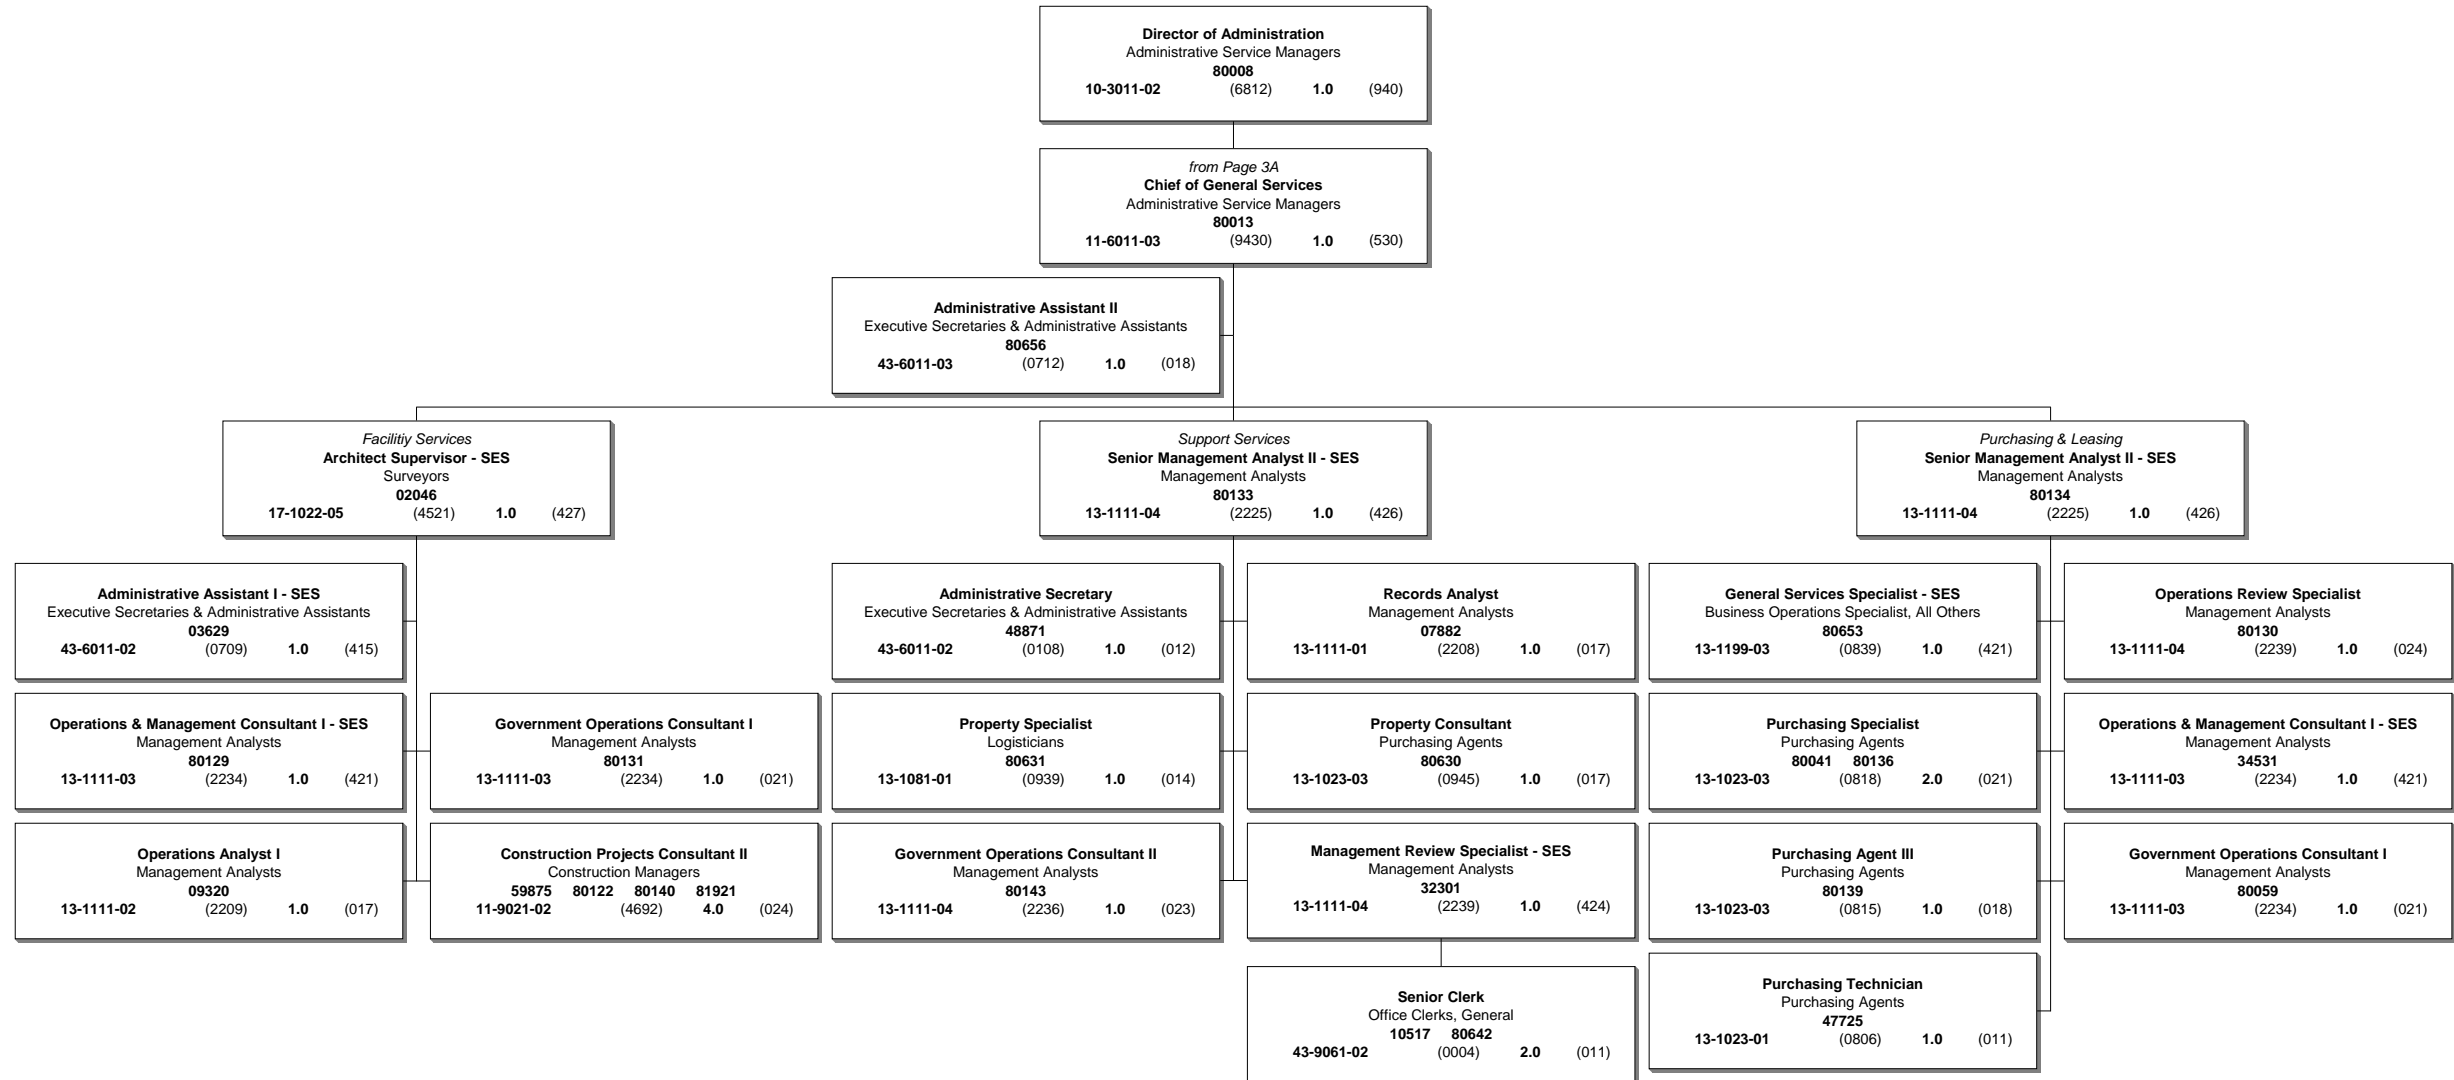 Director of Administration
Administrative Service Managers
80008
10-3011-02 (6812) 1.0 (940)
from Page 3A
Chief of General Services
Administrative Service Managers
80013
11-6011-03 (9430) 1.0 (530)
Administrative Assistant II
Executive Secretaries & Administrative Assistants
80656
43-6011-03 (0712) 1.0 (018)
Facilitiy Services
Architect Supervisor - SES
Surveyors
02046
17-1022-05 (4521) 1.0 (427)
Support Services
Senior Management Analyst II - SES
Management Analysts
80133
13-1111-04 (2225) 1.0 (426)
Purchasing & Leasing
Senior Management Analyst II - SES
Management Analysts
80134
13-1111-04 (2225) 1.0 (426)
Administrative Assistant I - SES
Executive Secretaries & Administrative Assistants
03629
43-6011-02 (0709) 1.0 (415)
Administrative Secretary
Executive Secretaries & Administrative Assistants
48871
43-6011-02 (0108) 1.0 (012)
Records Analyst
Management Analysts
07882
13-1111-01 (2208) 1.0 (017)
General Services Specialist - SES
Business Operations Specialist, All Others
80653
13-1199-03 (0839) 1.0 (421)
Operations Review Specialist
Management Analysts
80130
13-1111-04 (2239) 1.0 (024)
Operations & Management Consultant I - SES
Management Analysts
80129
13-1111-03 (2234) 1.0 (421)
Government Operations Consultant I
Management Analysts
80131
13-1111-03 (2234) 1.0 (021)
Property Specialist
Logisticians
80631
13-1081-01 (0939) 1.0 (014)
Property Consultant
Purchasing Agents
80630
13-1023-03 (0945) 1.0 (017)
Purchasing Specialist
Purchasing Agents
80041 80136
13-1023-03 (0818) 2.0 (021)
Operations & Management Consultant I - SES
Management Analysts
34531
13-1111-03 (2234) 1.0 (421)
Operations Analyst I
Management Analysts
09320
13-1111-02 (2209) 1.0 (017)
Construction Projects Consultant II
Construction Managers
59875 80122 80140 81921
11-9021-02 (4692) 4.0 (024)
Government Operations Consultant II
Management Analysts
80143
13-1111-04 (2236) 1.0 (023)
Management Review Specialist - SES
Management Analysts
32301
13-1111-04 (2239) 1.0 (424)
Purchasing Agent III
Purchasing Agents
80139
13-1023-03 (0815) 1.0 (018)
Government Operations Consultant I
Management Analysts
80059
13-1111-03 (2234) 1.0 (021)
Senior Clerk
Office Clerks, General
10517 80642
43-9061-02 (0004) 2.0 (011)
Purchasing Technician
Purchasing Agents
47725
13-1023-01 (0806) 1.0 (011)